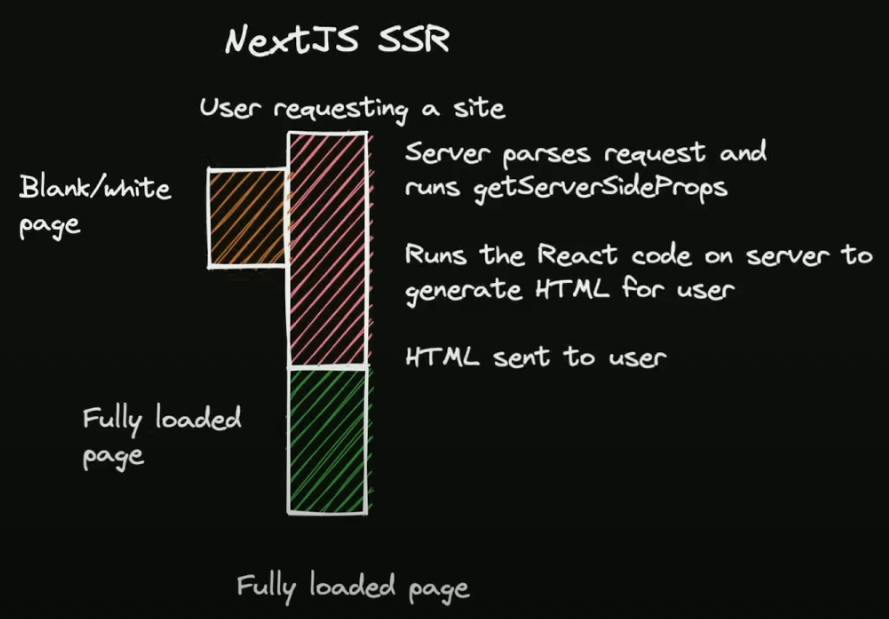 NextJS SSR
User requesting a site
Server parses request and
runs getServerSideProps
Blank/white
page
Runs the React code on server to
generate HTML for user
HTML sent to user
Fully loaded
page
Fully loaded page